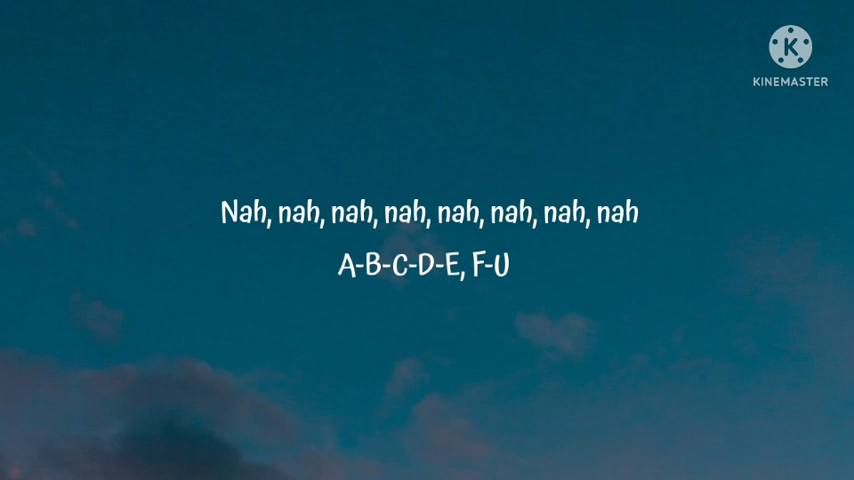 K
KINEMASTER
Nah, nah, nah, nah, nah, nah, nah, nah
A-B-C-D-E, F-U